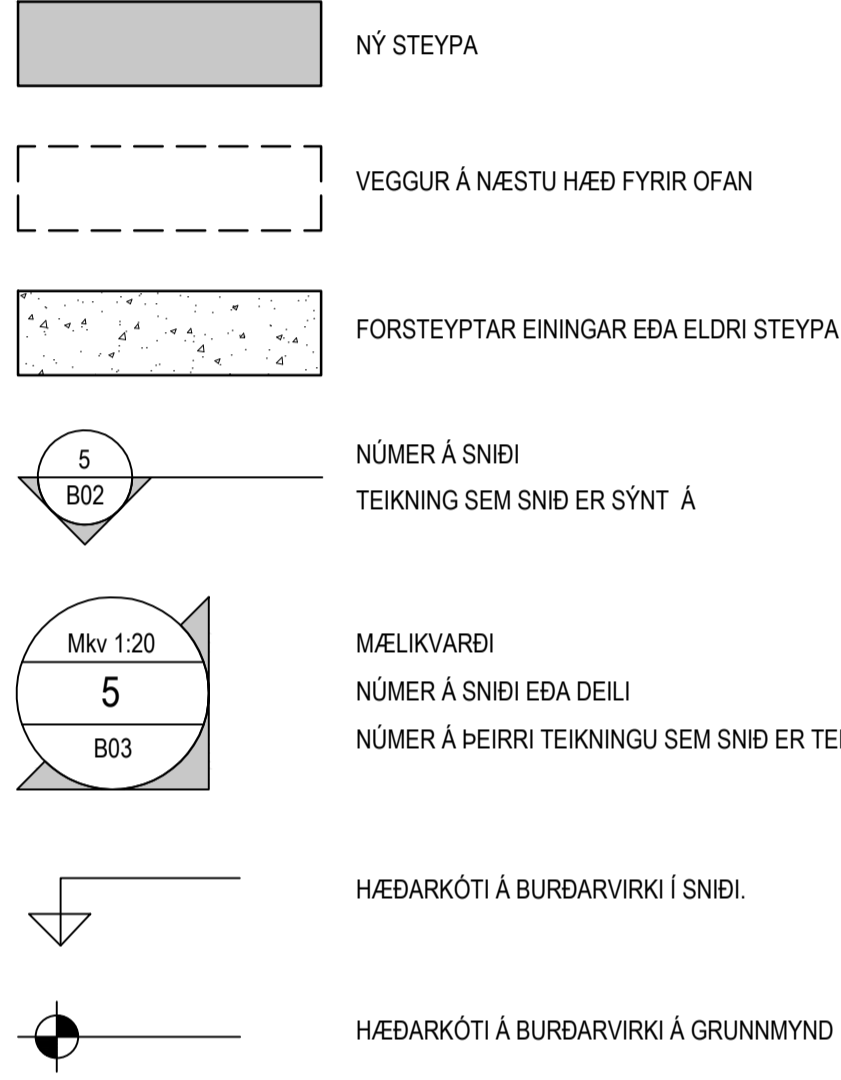 NÝ STEYPA
VEGGUR Á NÆSTU HÆÐ FYRIR OFAN
FORSTEYPTAR EININGAR EÐA ELDRI STEYPA
5
B02
NÚMER Á SNIÐI
TEIKNING SEM SNIÐ ER SÝNT Á
Mkv 1:20
5
B03
MÆLIKVARÐI
NÚMER Á SNIÐI EÐA DEILI
NÚMER Á ÞEIRRI TEIKNINGU SEM SNIÐ ER
HÆÐARKÓTI Á BURÐARVIRKI Í SNIÐI.
HÆÐARKÓTI Á BURÐARVIRKI Á GRUNNMYND